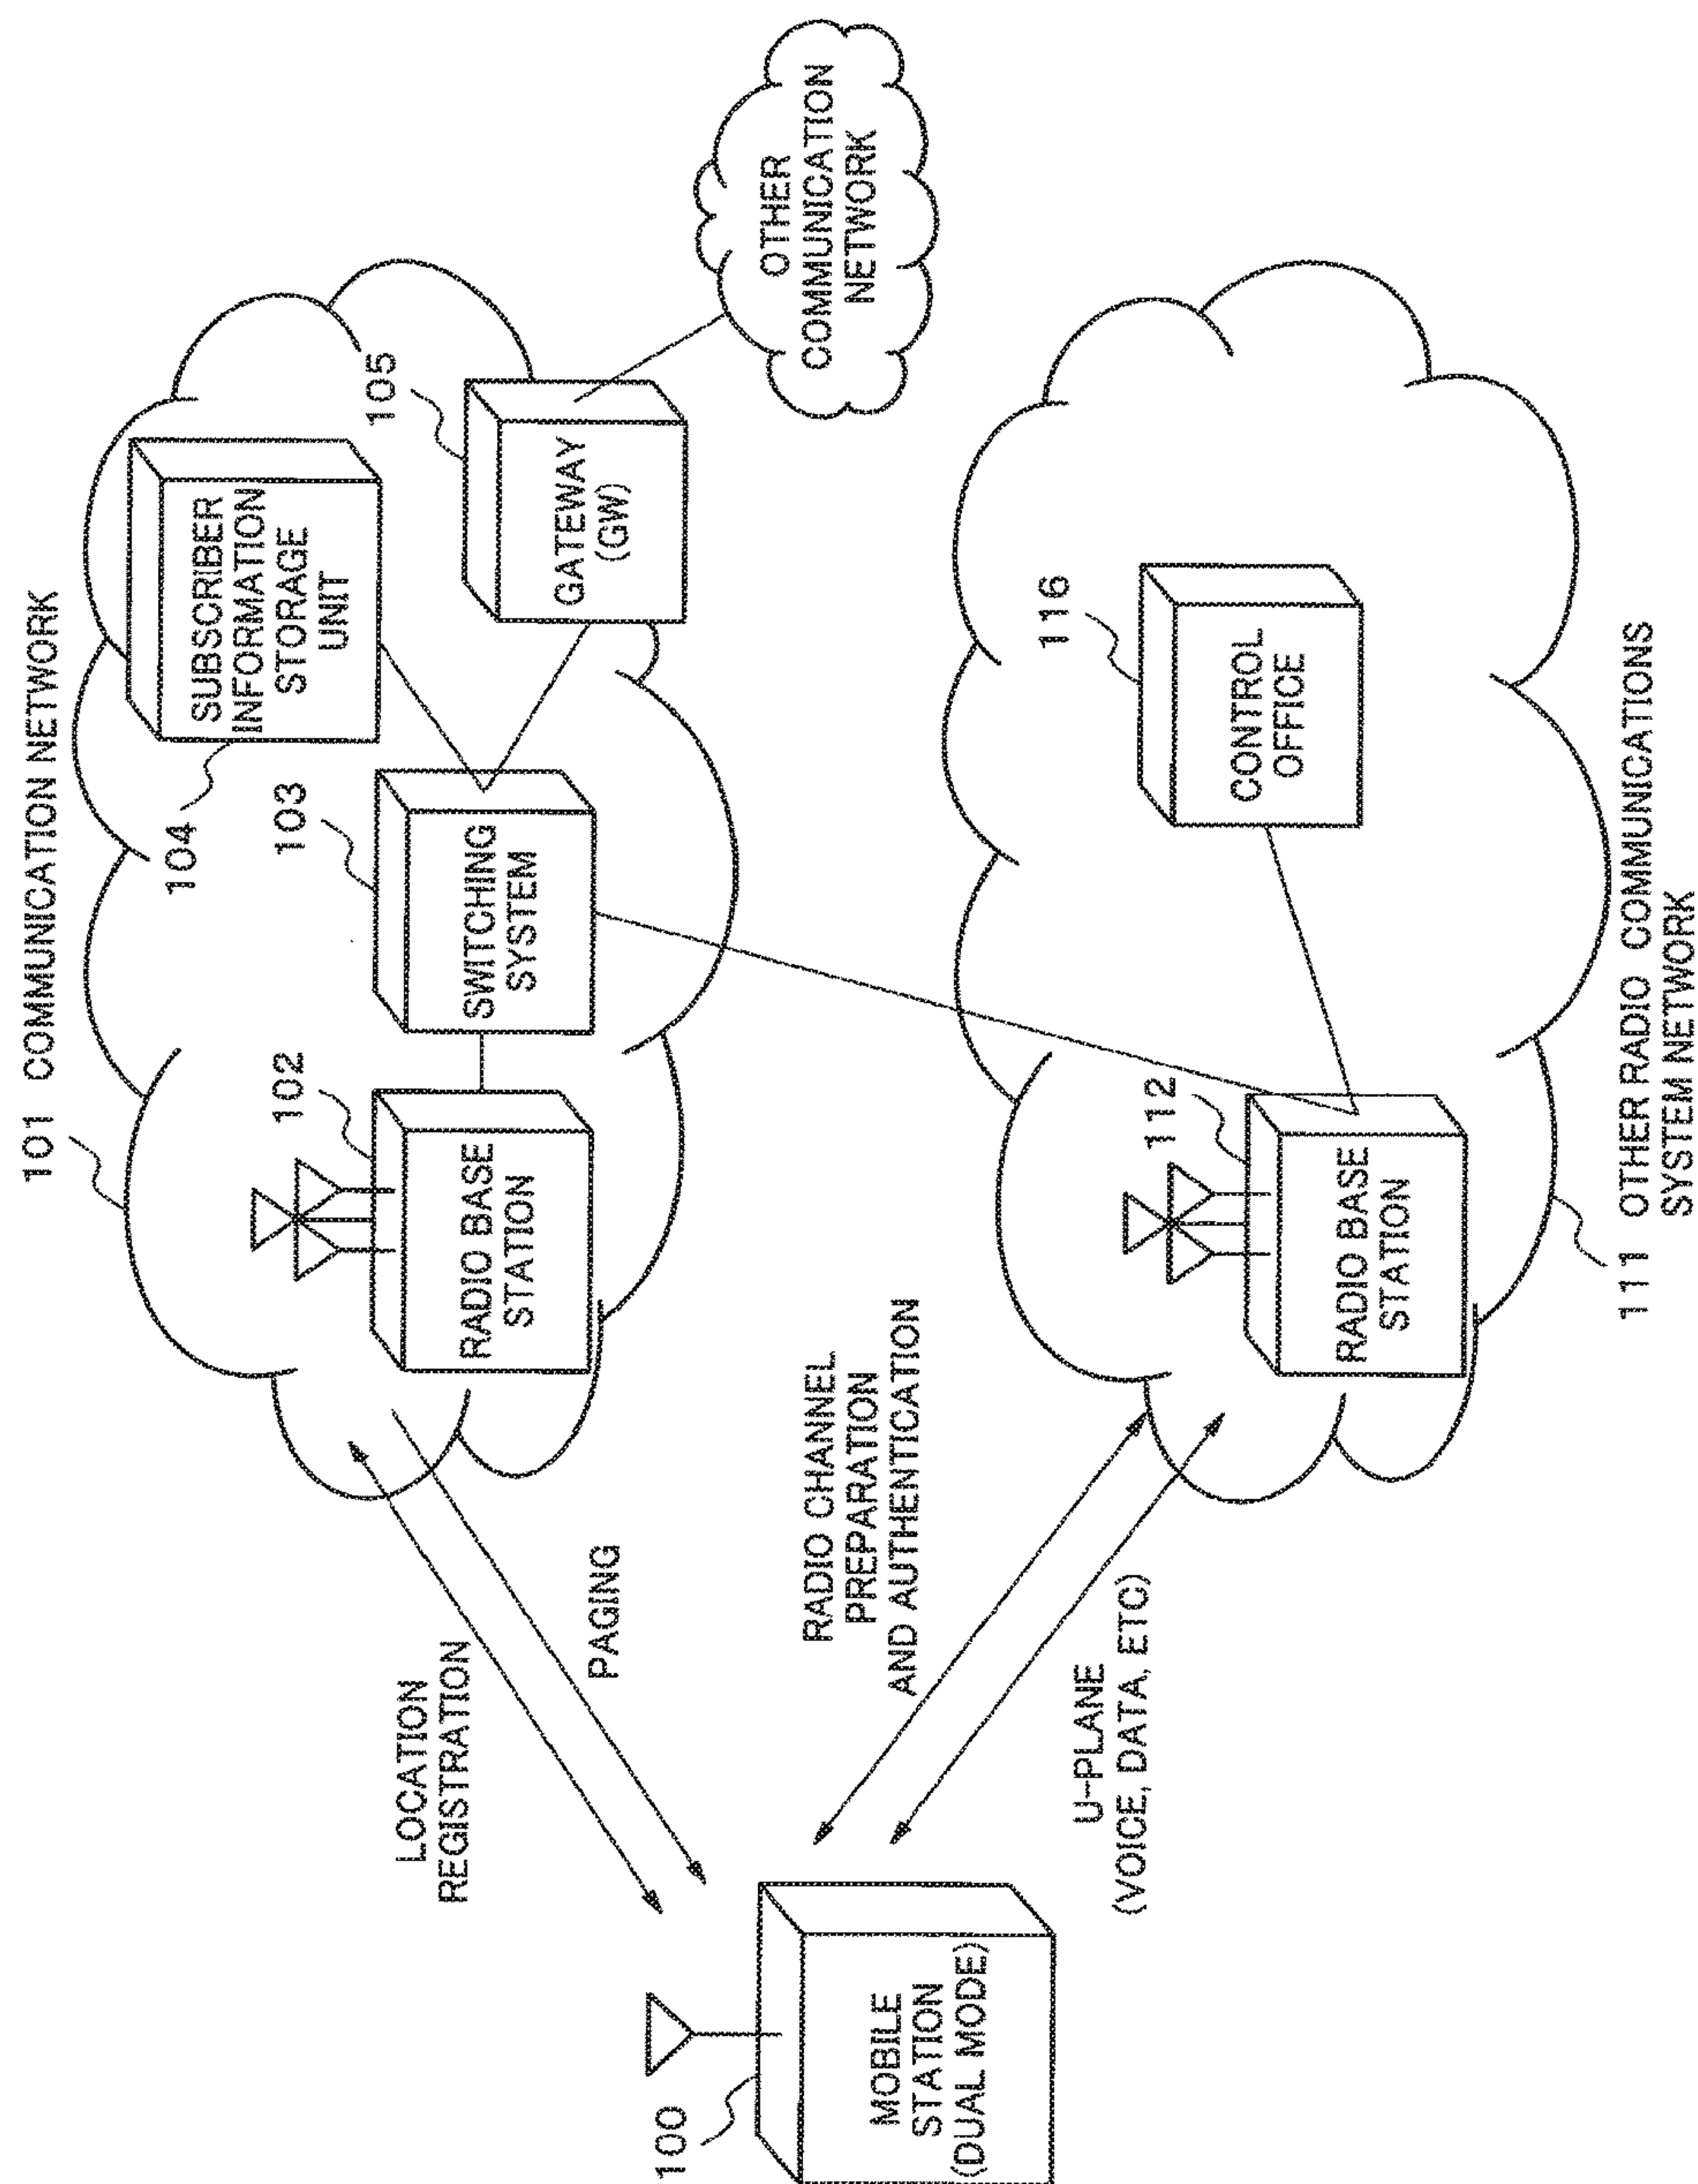 101 COMMUNICATION NETWORK
104
SUBSCRIBER
INFORMATION
STORAGE
UNIT
102
103
105
RADIO BASE
STATION
SWITCHING
SYSTEM
GATEWAY
(GW)
OTHER
COMMUNICATION
NETWORK
LOCATION
REGISTRATION
PAGING
100
MOBILE
STATION
(DUAL MODE)
RADIO CHANNEL
PREPARATION
AND AUTHENTICATION
U-PLANE
(VOICE, DATA, ETC)
112
RADIO BASE
STATION
116
CONTROL
OFFICE
111 OTHER RADIO COMMUNICATIONS
SYSTEM NETWORK